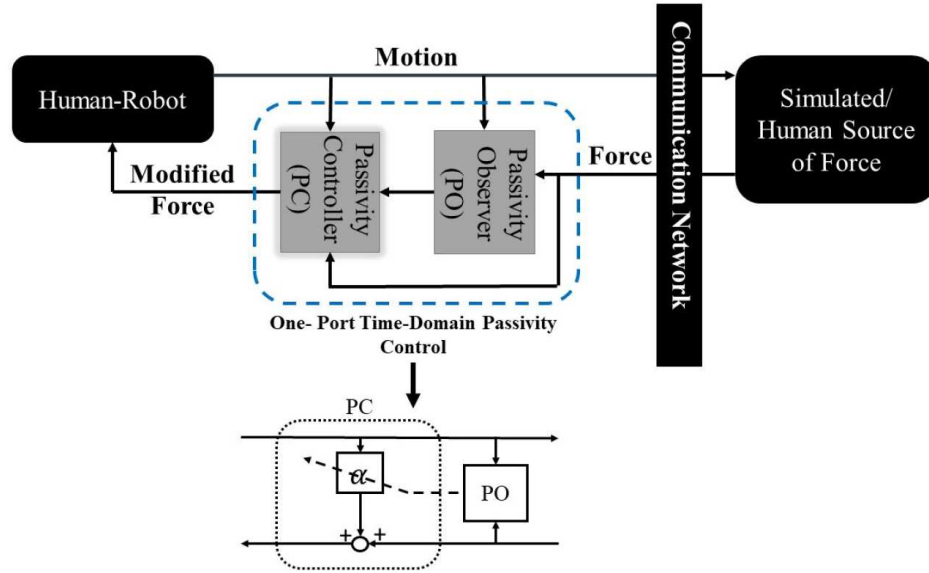 Human-Robot
Motion
Communication Network
Simulated/
Human Source
of Force
Modified
Force
Passivity
Controller
(PC)
Passivity
Observer
(PO)
Force
One- Port Time-Domain Passivity
Control
PC
α
PO
+
+